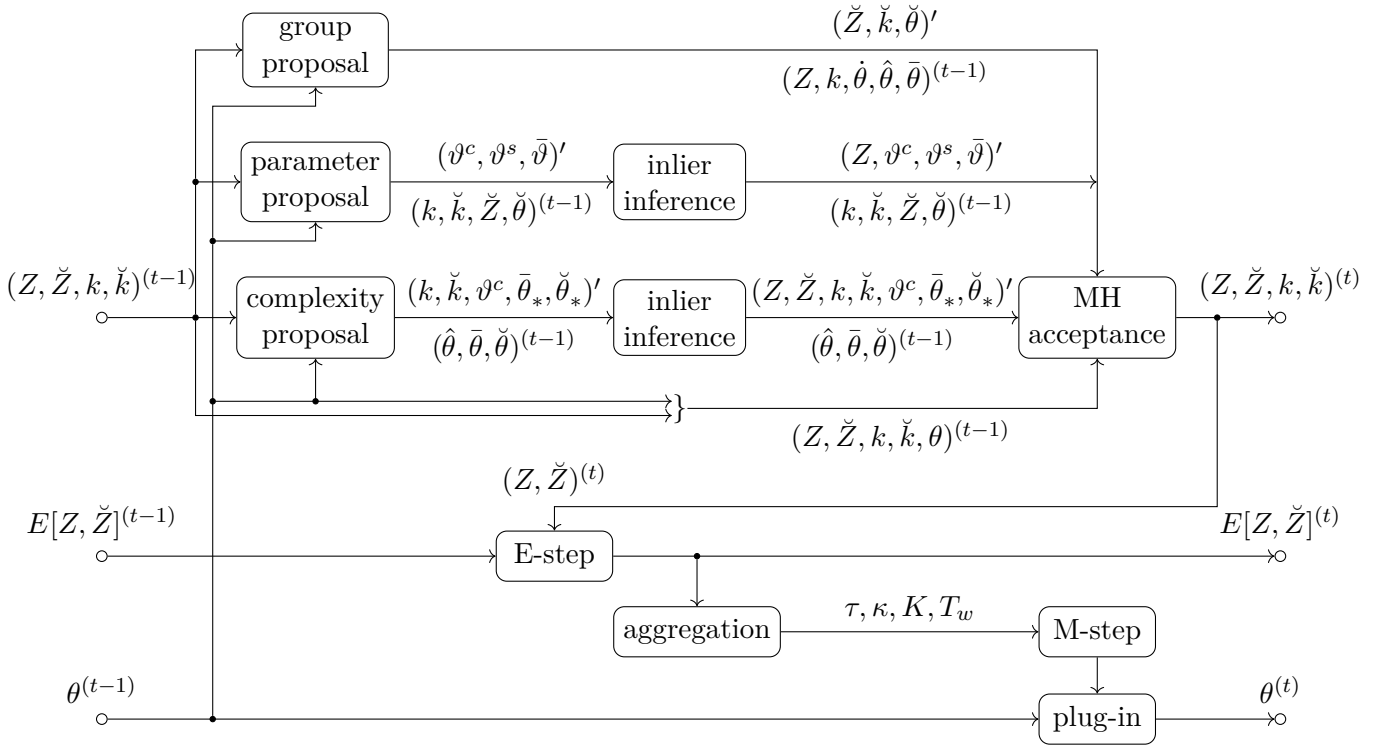 group
proposal
(Z̆, k̆, θ̆)′
(Z, k, θ̇, θ̂, θ̄)^(t−1)
parameter
proposal
(ϑ^c, ϑ^s, ϑ̄)′
(k, k̆, Z̆, θ̆)^(t−1)
inlier
inference
(Z, ϑ^c, ϑ^s, ϑ̄)′
(k, k̆, Z̆, θ̆)^(t−1)
(Z, Z̆, k, k̆)^(t−1)
complexity
proposal
(k, k̆, ϑ^c, θ̄_*, θ̆_*)′
(θ̂, θ̄, θ̆)^(t−1)
inlier
inference
(Z, Z̆, k, k̆, ϑ^c, θ̄_*, θ̆_*)′
(θ̂, θ̄, θ̆)^(t−1)
MH
acceptance
(Z, Z̆, k, k̆)^(t)
}
(Z, Z̆, k, k̆, θ)^(t−1)
(Z, Z̆)^(t)
E[Z, Z̆]^(t−1)
E-step
E[Z, Z̆]^(t)
aggregation
τ, κ, K, T_w
M-step
θ^(t−1)
plug-in
θ^(t)